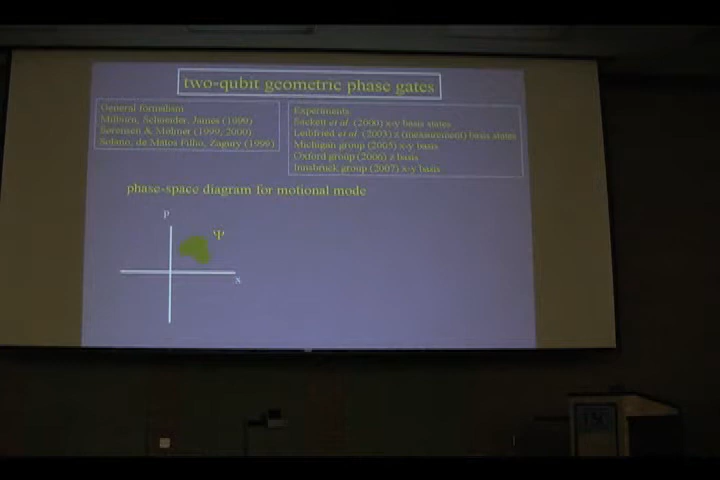 two-qubit geometric phase gates
General formalism
Milburn, Schneider, James (1999)
Sørensen & Mølmer (1999, 2000)
Solano, de Matos Filho, Zagury (1999)
Experiments
Sackett et al. (2000) x-y basis states
Leibfried et al. (2003) z (measurement) basis states
Michigan group (2005) x-y basis
Oxford group (2006) z basis
Innsbruck group (2007) x-y basis
phase-space diagram for motional mode
p
Ψ
x